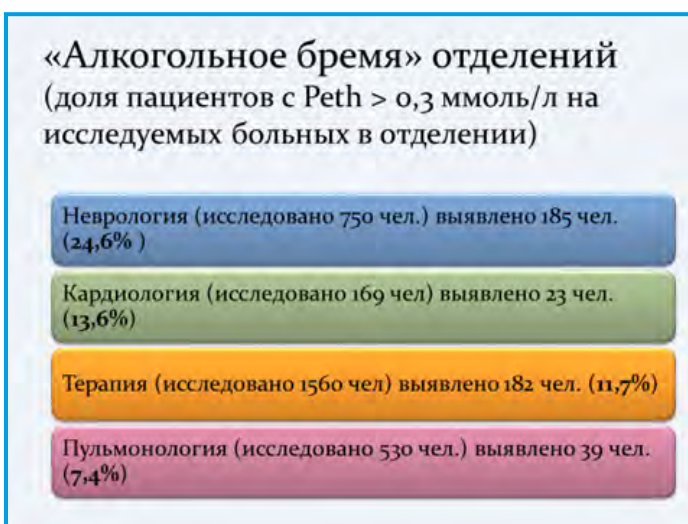 «Алкогольное бремя» отделений
(доля пациентов с Peth > 0,3 ммоль/л на
исследуемых больных в отделении)
Неврология (исследовано 750 чел.) выявлено 185 чел.
(24,6% )
Кардиология (исследовано 169 чел) выявлено 23 чел.
(13,6%)
Терапия (исследовано 1560 чел) выявлено 182 чел. (11,7%)
Пульмонология (исследовано 530 чел.) выявлено 39 чел.
(7,4%)